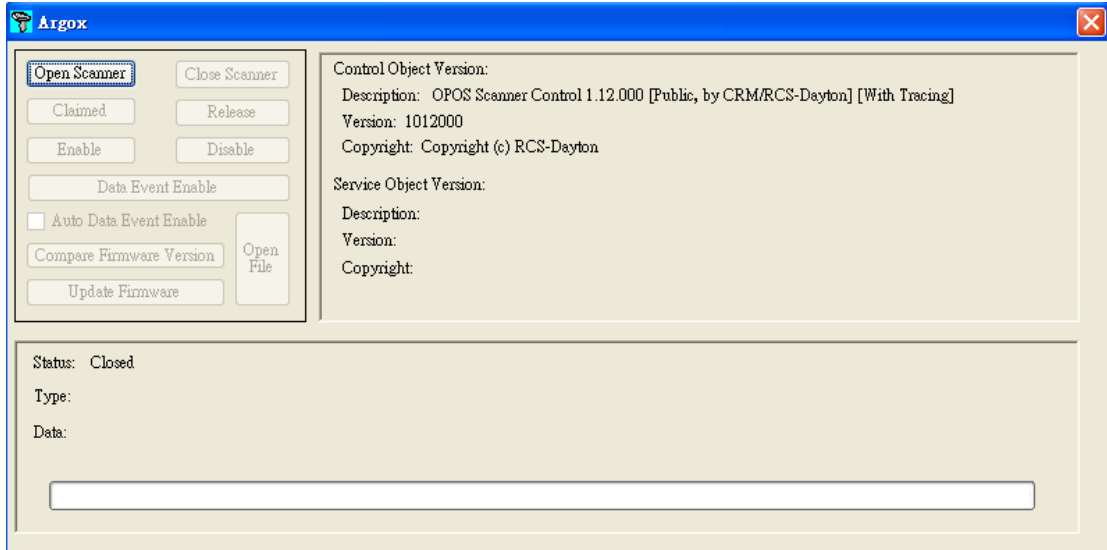 Argox
Open Scanner Close Scanner
Claimed Release
Enable Disable
Data Event Enable
Auto Data Event Enable
Compare Firmware Version
Open
File
Update Firmware
Control Object Version:
Description: OPOS Scanner Control 1.12.000 [Public, by CRM/RCS-Dayton] [With Tracing]
Version: 1012000
Copyright: Copyright (c) RCS-Dayton
Service Object Version:
Description:
Version:
Copyright:
Status: Closed
Type:
Data: